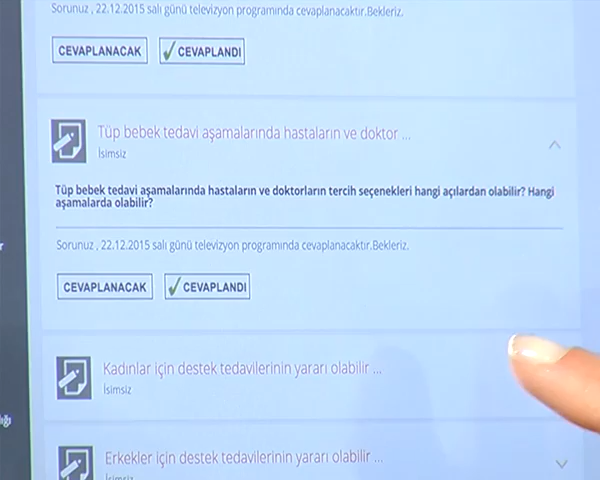 Sorunuz , 22.12.2015 salı günü televizyon programında cevaplanacaktır.Bekleriz.
CEVAPLANACAK CEVAPLANDI
Tüp bebek tedavi aşamalarında hastaların ve doktor ...
İsimsiz
Tüp bebek tedavi aşamalarında hastaların ve doktorların tercih seçenekleri hangi açılardan olabilir? Hangi
aşamalarda olabilir?
Sorunuz , 22.12.2015 salı günü televizyon programında cevaplanacaktır.Bekleriz.
CEVAPLANACAK CEVAPLANDI
Kadınlar için destek tedavilerinin yararı olabilir ...
İsimsiz
Erkekler için destek tedavilerinin yararı olabilir ...
İsimsiz